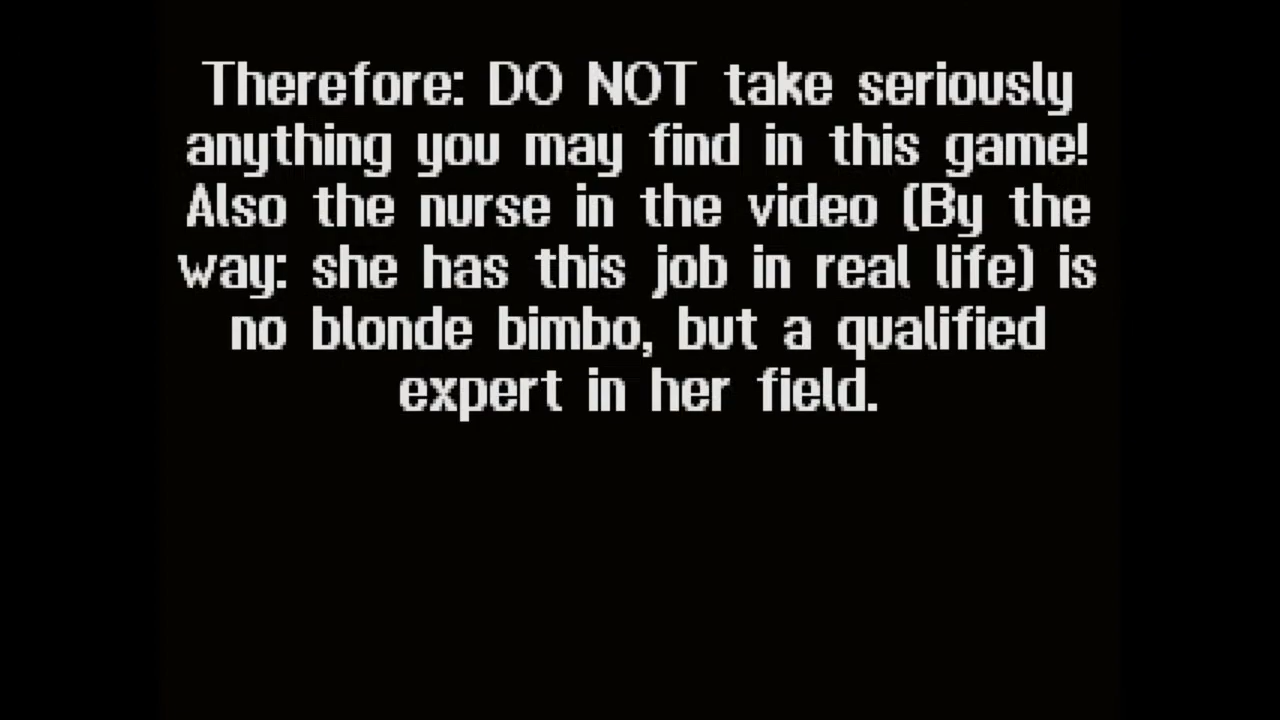 Therefore: DO NOT take seriously
anything you may find in this game!
Also the nurse in the video (By the
way: she has this job in real life) is
no blonde bimbo, but a qualified
expert in her field.